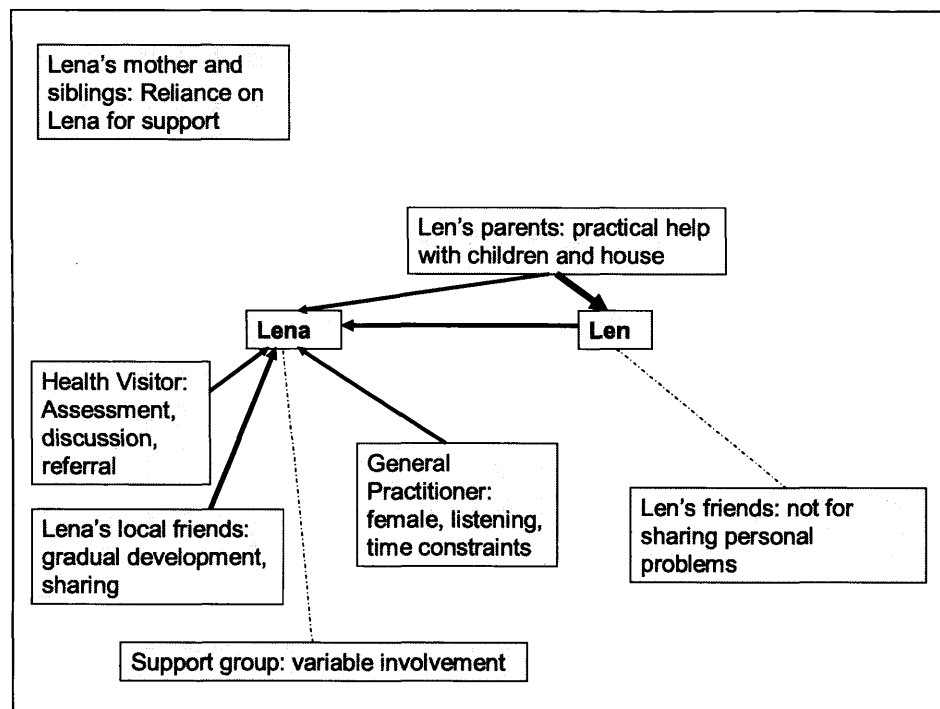 Lena's mother and
siblings: Reliance on
Lena for support
Len's parents: practical help
with children and house
Lena
Len
Health Visitor:
Assessment,
discussion,
referral
General
Practitioner:
female, listening,
time constraints
Lena's local friends:
gradual development,
sharing
Len's friends: not for
sharing personal
problems
Support group: variable involvement